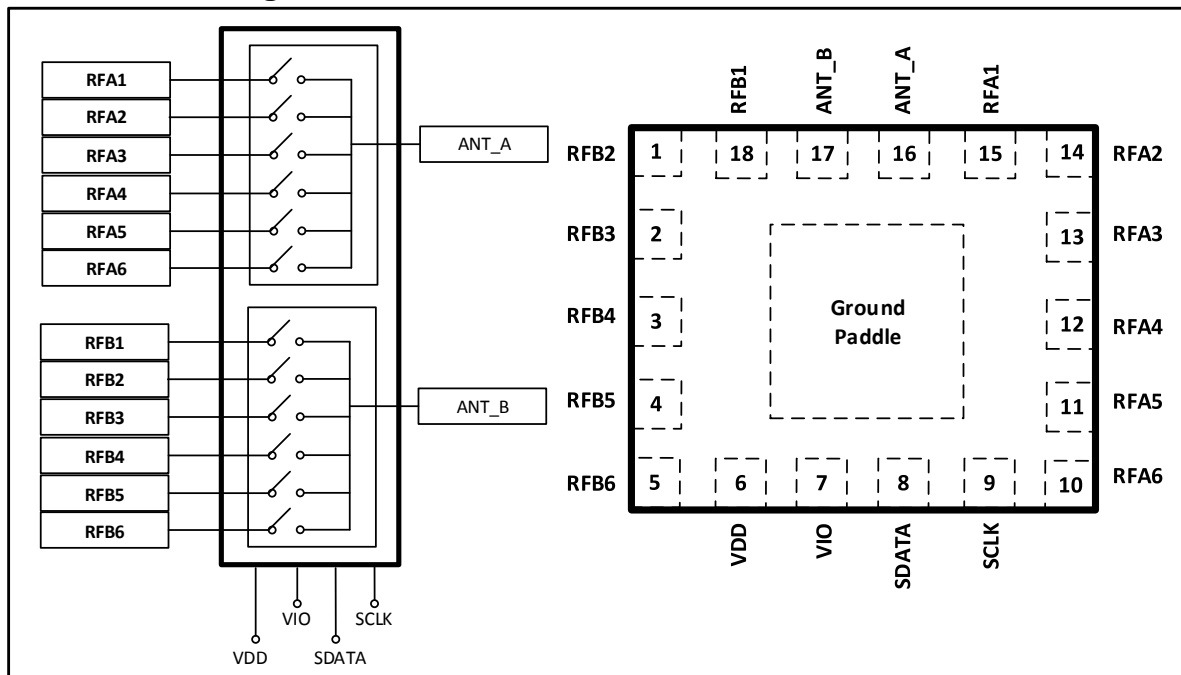 RFA1
RFA2
RFA3
RFA4
RFA5
RFA6
ANT_A
RFB1
RFB2
RFB3
RFB4
RFB5
RFB6
ANT_B
VDD
VIO
SDATA
SCLK
RFB1
ANT_B
ANT_A
RFA1
RFB2
1
18
17
16
15
14
RFA2
RFB3
2
13
RFA3
RFB4
3
Ground
Paddle
12
RFA4
RFB5
4
11
RFA5
RFB6
5
6
7
8
9
10
RFA6
VDD
VIO
SDATA
SCLK